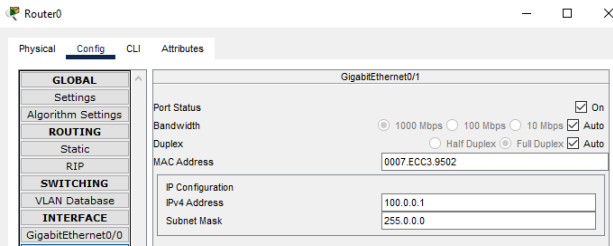 Router0
Physical Config CLI Attributes
GLOBAL
Settings
Algorithm Settings
ROUTING
Static
RIP
SWITCHING
VLAN Database
INTERFACE
GigabitEthernet0/0
GigabitEthernet0/1
Port Status On
Bandwidth 1000 Mbps 100 Mbps 10 Mbps Auto
Duplex Half Duplex Full Duplex Auto
MAC Address 0007.ECC3.9502
IP Configuration
IPv4 Address 100.0.0.1
Subnet Mask 255.0.0.0